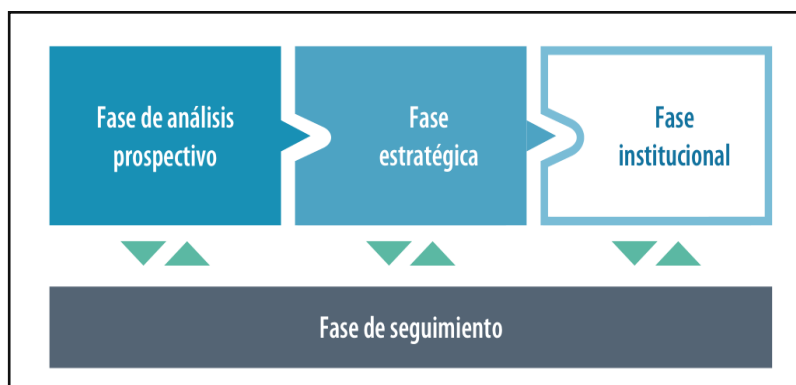 Fase de análisis
prospectivo
Fase
estratégica
Fase
institucional
Fase de seguimiento